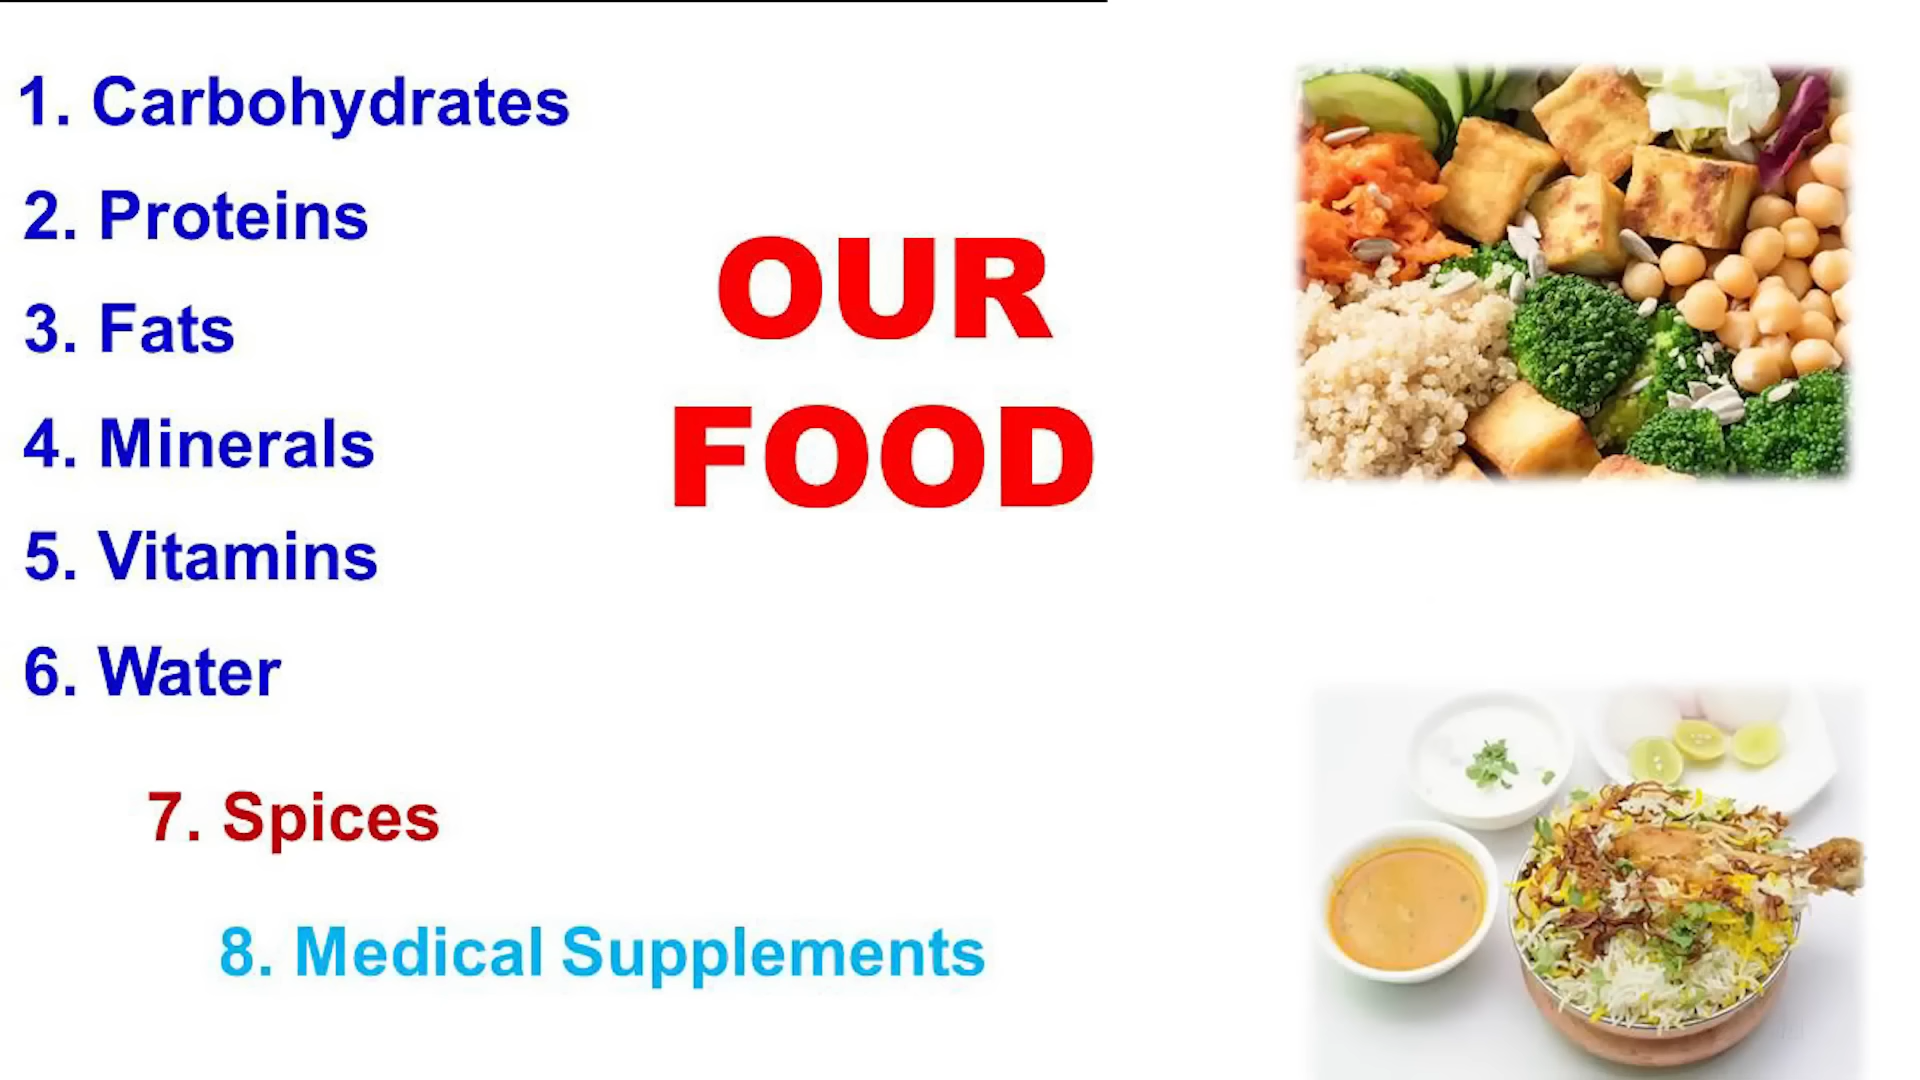 1. Carbohydrates
2. Proteins
3. Fats
4. Minerals
5. Vitamins
6. Water
7. Spices
8. Medical Supplements
OUR
FOOD